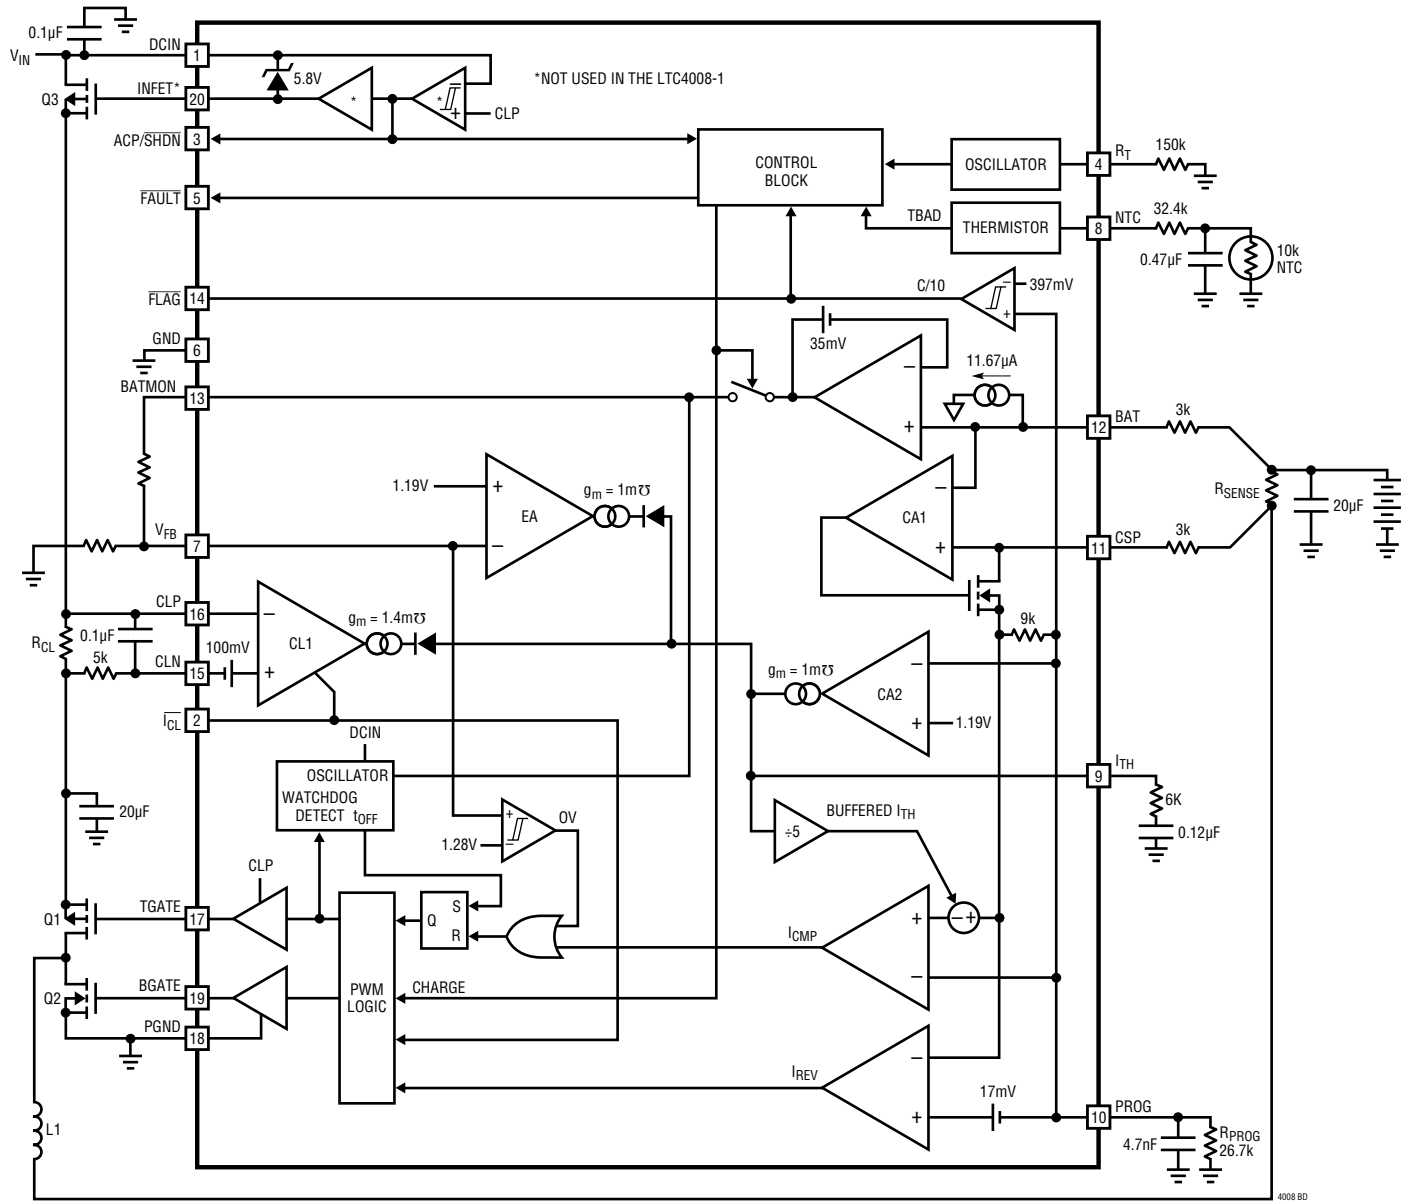 0.1µF
VIN
DCIN
1
INFET*
20
Q3
5.8V
*
*
–
+
CLP
*NOT USED IN THE LTC4008-1
ACP/SHDN
3
FAULT
5
CONTROL
BLOCK
OSCILLATOR
4
RT
150k
TBAD
THERMISTOR
8
NTC
32.4k
0.47µF
10k
NTC
FLAG
14
C/10
–
397mV
+
GND
6
35mV
–
11.67µA
BATMON
13
+
12
BAT
3k
1.19V
+
EA
–
gm = 1m℧
CA1
–
+
RSENSE
20µF
VFB
7
11
CSP
3k
CLP
16
RCL
0.1µF
5k
CLN
15
100mV
–
CL1
+
gm = 1.4m℧
9k
gm = 1m℧
CA2
–
+
1.19V
ICL
2
DCIN
OSCILLATOR
WATCHDOG
DETECT tOFF
9
ITH
6K
0.12µF
20µF
+
1.28V
–
OV
÷5
BUFFERED ITH
CLP
Q1
TGATE
17
S
Q
R
ICMP
+
–
–+
Q2
BGATE
19
PWM
LOGIC
CHARGE
PGND
18
IREV
–
+
17mV
10
PROG
4.7nF
RPROG
26.7k
L1
4008 BD